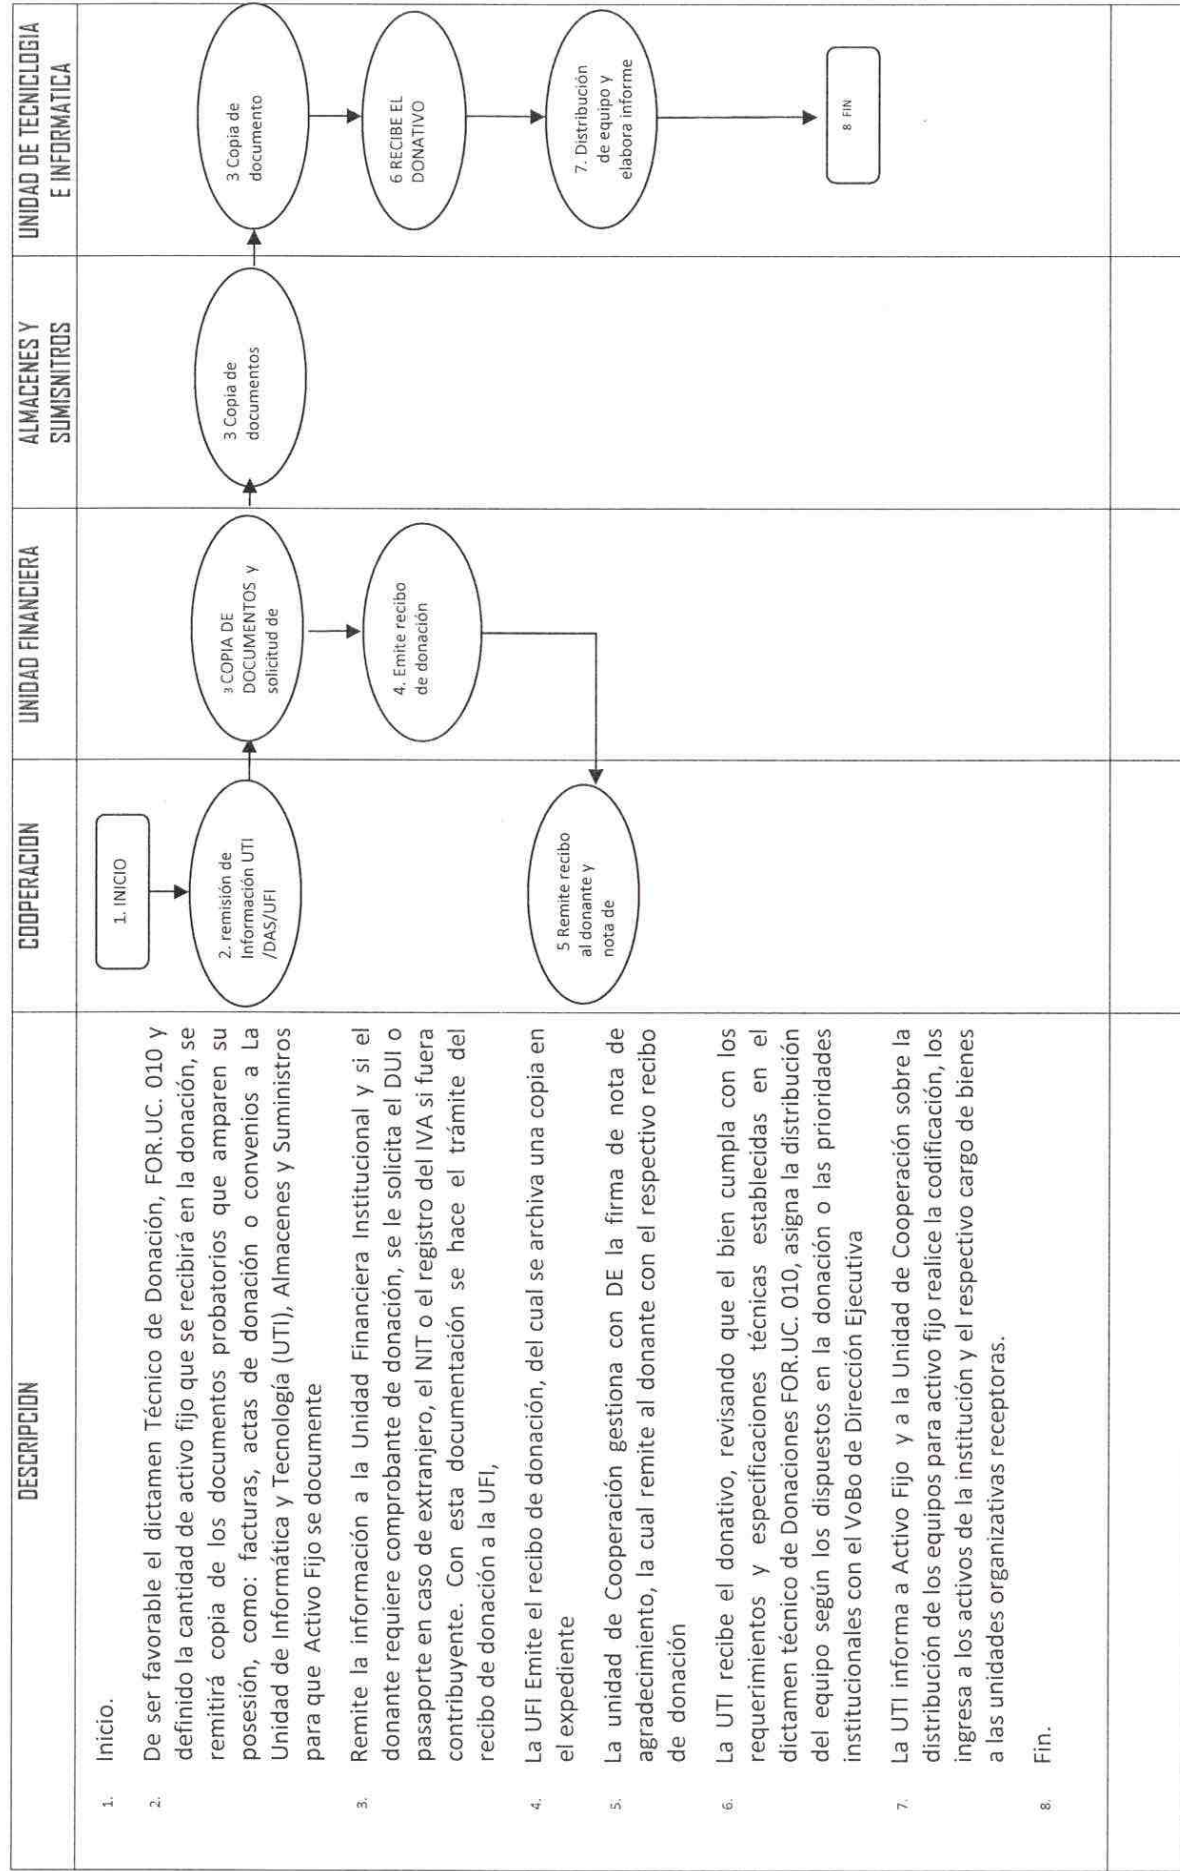 DESCRIPCION
COOPERACION
UNIDAD FINANCIERA
ALMACENES Y
SUMISNITROS
UNIDAD DE TECNICLOGIA
E INFORMATICA
1. Inicio.
2. De ser favorable el dictamen Técnico de Donación, FOR.UC. 010 y
definido la cantidad de activo fijo que se recibirá en la donación, se
remitirá copia de los documentos probatorios que amparen su
posesión, como: facturas, actas de donación o convenios a La
Unidad de Informática y Tecnología (UTI), Almacenes y Suministros
para que Activo Fijo se documente
3. Remite la información a la Unidad Financiera Institucional y si el
donante requiere comprobante de donación, se le solicita el DUI o
pasaporte en caso de extranjero, el NIT o el registro del IVA si fuera
contribuyente. Con esta documentación se hace el trámite del
recibo de donación a la UFI,
4. La UFI Emite el recibo de donación, del cual se archiva una copia en
el expediente
5. La unidad de Cooperación gestiona con DE la firma de nota de
agradecimiento, la cual remite al donante con el respectivo recibo
de donación
6. La UTI recibe el donativo, revisando que el bien cumpla con los
requerimientos y especificaciones técnicas establecidas en el
dictamen técnico de Donaciones FOR.UC. 010, asigna la distribución
del equipo según los dispuestos en la donación o las prioridades
institucionales con el VoBo de Dirección Ejecutiva
7. La UTI informa a Activo Fijo y a la Unidad de Cooperación sobre la
distribución de los equipos para activo fijo realice la codificación, los
ingresa a los activos de la institución y el respectivo cargo de bienes
a las unidades organizativas receptoras.
8. Fin.
1. INICIO
2. remisión de
Información UTI
/DAS/UFI
5 Remite recibo
al donante y
nota de
3 COPIA DE
DOCUMENTOS y
solicitud de
4. Emite recibo
de donación
3 Copia de
documentos
3 Copia de
documento
6 RECIBE EL
DONATIVO
7. Distribución
de equipo y
elabora informe
8 FIN